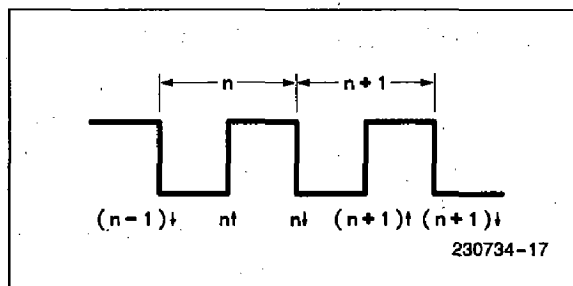 n n+1
(n-1)↓ n↑ n↓ (n+1)↑ (n+1)↓
230734-17